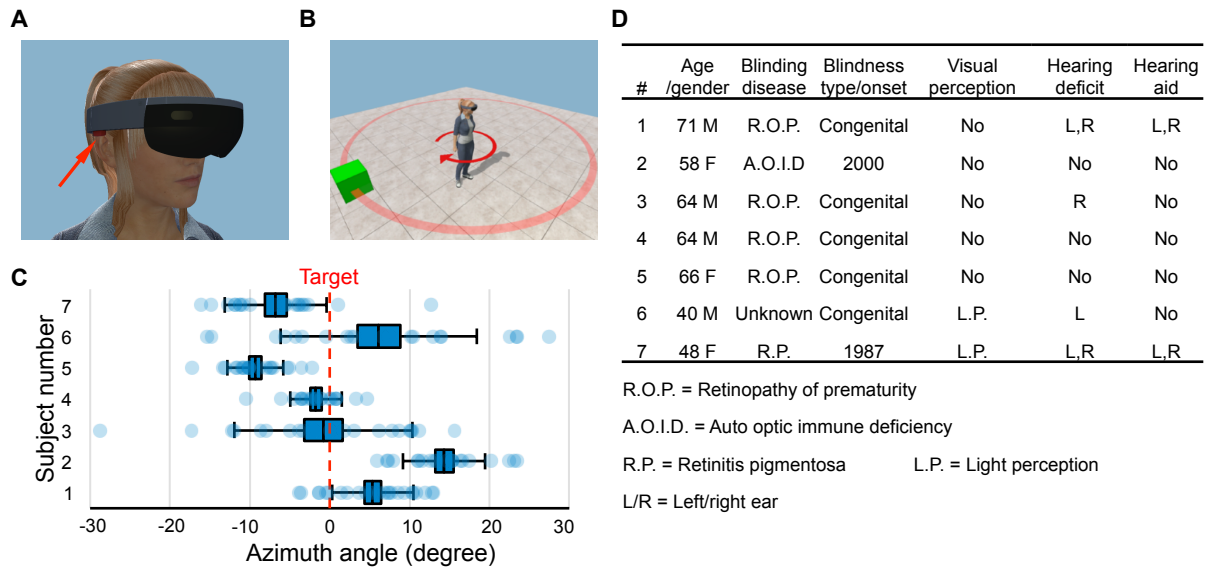 A
B
C
Target
Subject number
7
6
5
4
3
2
1
-30
-20
-10
0
10
20
30
Azimuth angle (degree)
D
# Age /gender Blinding disease Blindness type/onset Visual perception Hearing deficit Hearing aid
1 71 M R.O.P. Congenital No L,R L,R
2 58 F A.O.I.D 2000 No No No
3 64 M R.O.P. Congenital No R No
4 64 M R.O.P. Congenital No No No
5 66 F R.O.P. Congenital No No No
6 40 M Unknown Congenital L.P. L No
7 48 F R.P. 1987 L.P. L,R L,R
R.O.P. = Retinopathy of prematurity
A.O.I.D. = Auto optic immune deficiency
R.P. = Retinitis pigmentosa L.P. = Light perception
L/R = Left/right ear